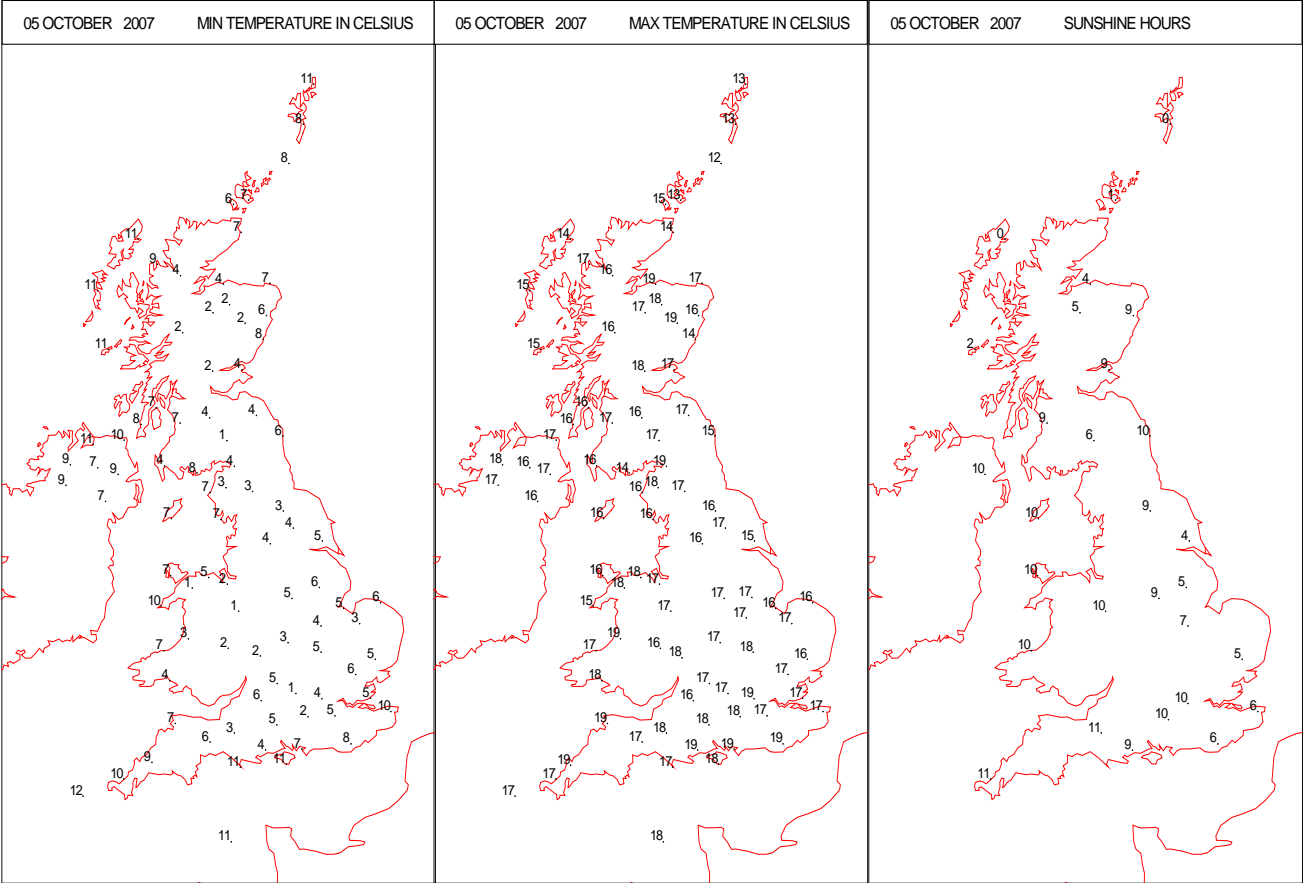 05 OCTOBER 2007 MIN TEMPERATURE IN CELSIUS
05 OCTOBER 2007 MAX TEMPERATURE IN CELSIUS
05 OCTOBER 2007 SUNSHINE HOURS
11. 13.
8. 13. 0.
8. 12.
6. 7. 15. 13. 1.
7. 14.
11. 14. 0.
9. 17.
4. 16.
4. 7. 19. 17. 4.
11. 15.
2. 18.
2. 6. 17. 16. 5. 9.
2. 19.
2. 16.
8. 14.
11. 15. 2.
2. 4. 18. 17. 9.
7. 16.
4. 4. 16. 17.
8. 7. 16. 17. 9.
6. 15. 10.
11. 10. 1. 17. 17. 6.
9. 7. 4. 4. 18. 16. 16. 19.
9. 8. 17. 14. 10.
9. 3. 17. 18.
7. 3. 16. 17.
7. 16.
3. 16. 9.
7. 7. 16. 16. 10.
4. 17.
4. 5. 16. 15. 4.
7. 5. 16. 18. 10.
1. 2. 6. 18. 17. 5.
5. 17. 17. 9.
10. 1. 5. 6. 15. 17. 16. 16. 10.
4. 3. 17. 17. 7.
3. 3. 19. 17.
7. 2. 5. 17. 16. 18. 10.
2. 5. 18. 16. 5.
4. 5. 6. 18. 17. 17.
6. 1. 4. 5. 16. 17. 19. 17. 10.
10. 17. 6.
7. 5. 2. 5. 19. 18. 18. 17. 10.
3. 18. 11.
6. 4. 7. 8. 17. 19. 19. 19. 9. 6.
9. 11. 11. 19. 17. 18.
10. 17. 11.
12. 17.
11. 18.